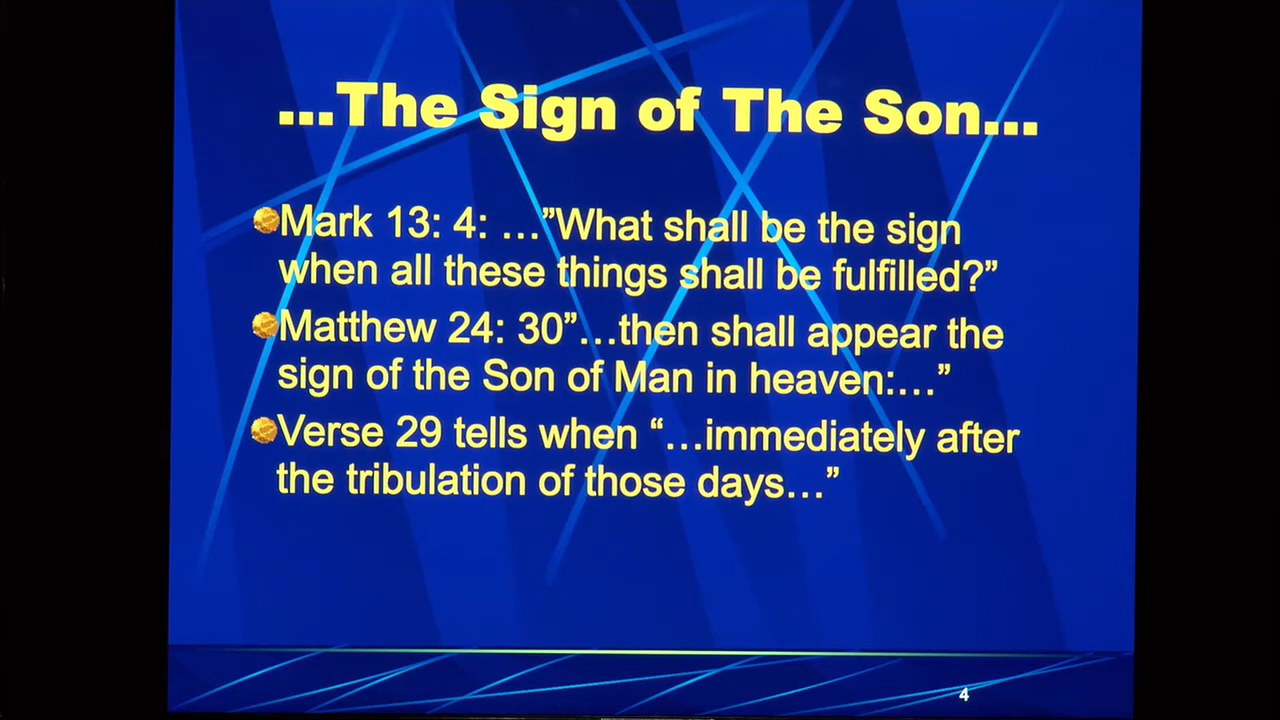 ...The Sign of The Son...
Mark 13: 4: ...”What shall be the sign
when all these things shall be fulfilled?”
Matthew 24: 30”...then shall appear the
sign of the Son of Man in heaven:...”
Verse 29 tells when “...immediately after
the tribulation of those days...”
4